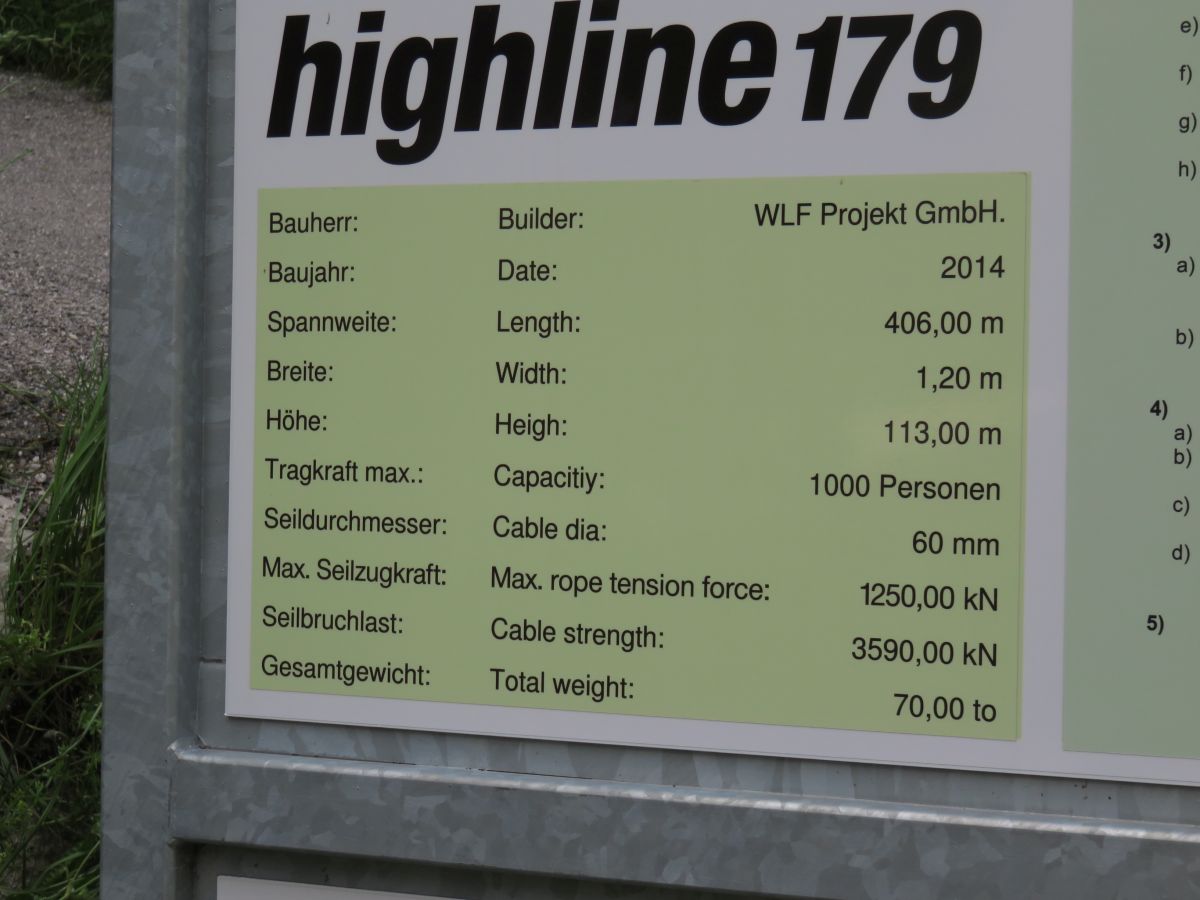 highline179
Bauherr: Builder: WLF Projekt GmbH.
Baujahr: Date: 2014
Spannweite: Length: 406,00 m
Breite: Width: 1,20 m
Höhe: Heigh: 113,00 m
Tragkraft max.: Capacitiy: 1000 Personen
Seildurchmesser: Cable dia: 60 mm
Max. Seilzugkraft: Max. rope tension force: 1250,00 kN
Seilbruchlast: Cable strength: 3590,00 kN
Gesamtgewicht: Total weight: 70,00 to
e)
f)
g)
h)
3)
a)
b)
4)
a)
b)
c)
d)
5)